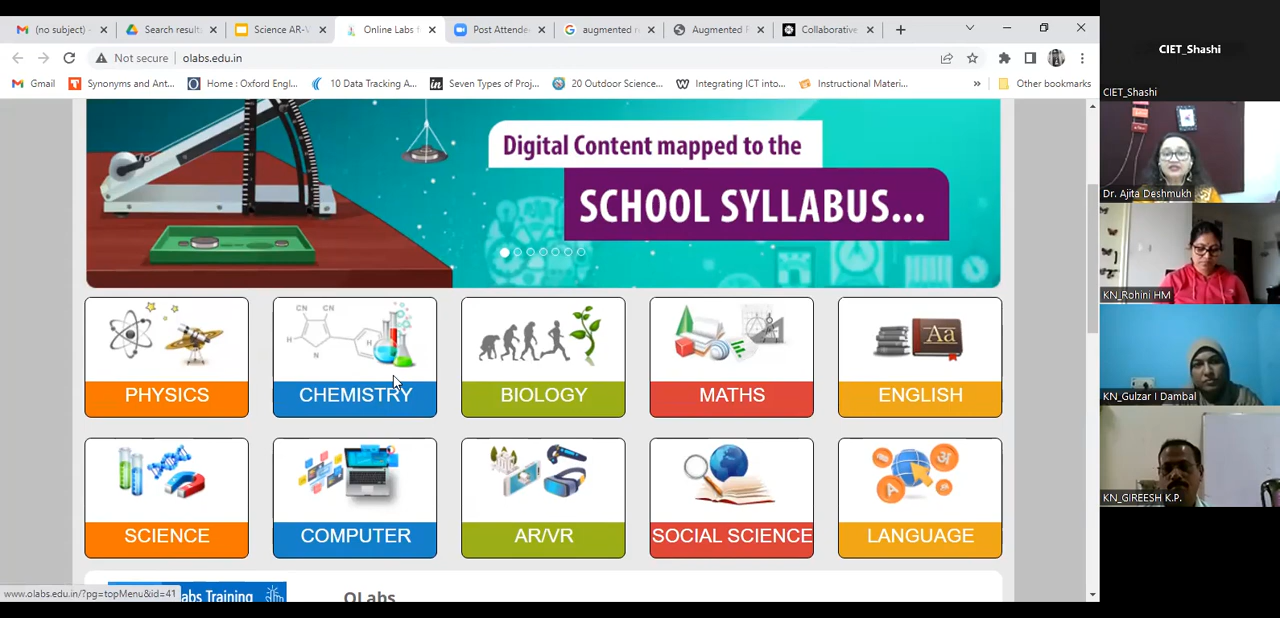 (no subject) -
Search result
Science AR-V
Online Labs f
Post Attende
augmented r
Augmented F
Collaborative
Not secure
olabs.edu.in
Gmail
Synonyms and Ant...
Home : Oxford Engl...
10 Data Tracking A...
Seven Types of Proj...
20 Outdoor Science...
Integrating ICT into...
Instructional Materi...
»
Other bookmarks
Digital Content mapped to the
SCHOOL SYLLABUS...
CN CN
H
N
H
Aa
PHYSICS
CHEMISTRY
BIOLOGY
MATHS
ENGLISH
अ
A
SCIENCE
COMPUTER
AR/VR
SOCIAL SCIENCE
LANGUAGE
www.olabs.edu.in/?pg=topMenu&id=41
abs Training
OLabs
CIET_Shashi
CIET_Shashi
Dr. Ajita Deshmukh
KN_Rohini HM
KN_Gulzar I Dambal
KN_GIREESH K.P.